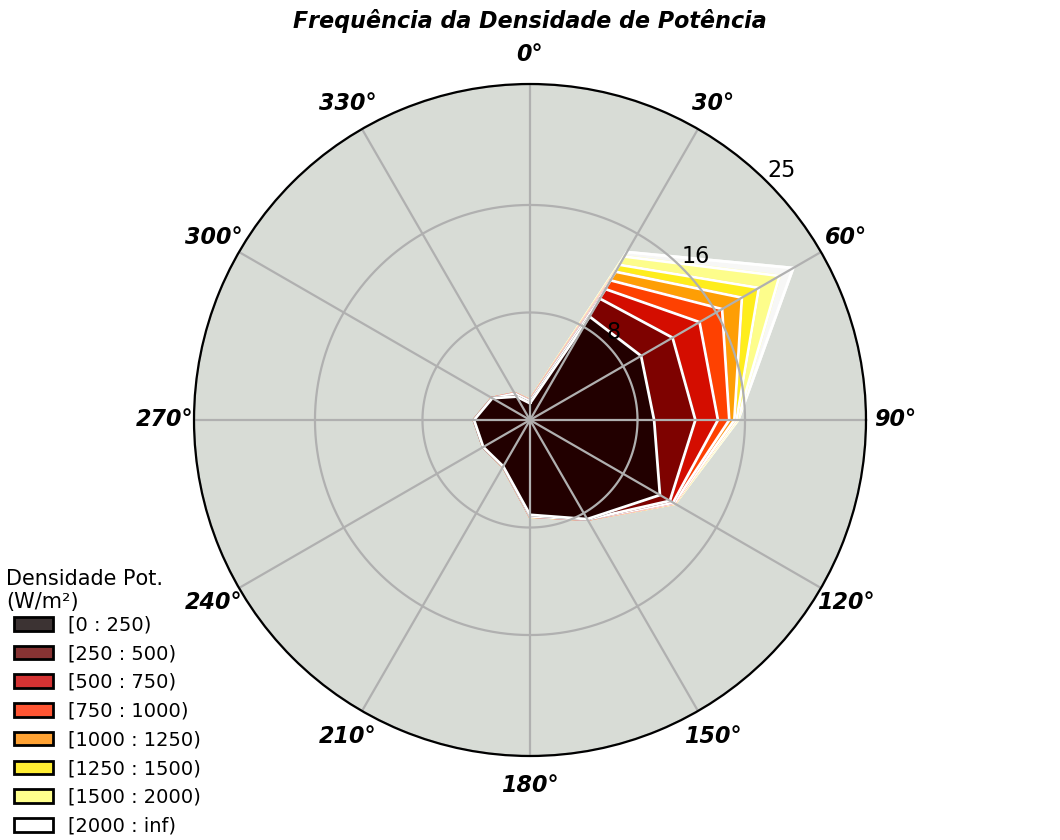 Frequência da Densidade de Potência
0°
330°
30°
25
300°
60°
16
8
270°
90°
240°
120°
210°
150°
180°
Densidade Pot.
(W/m²)
[0 : 250)
[250 : 500)
[500 : 750)
[750 : 1000)
[1000 : 1250)
[1250 : 1500)
[1500 : 2000)
[2000 : inf)